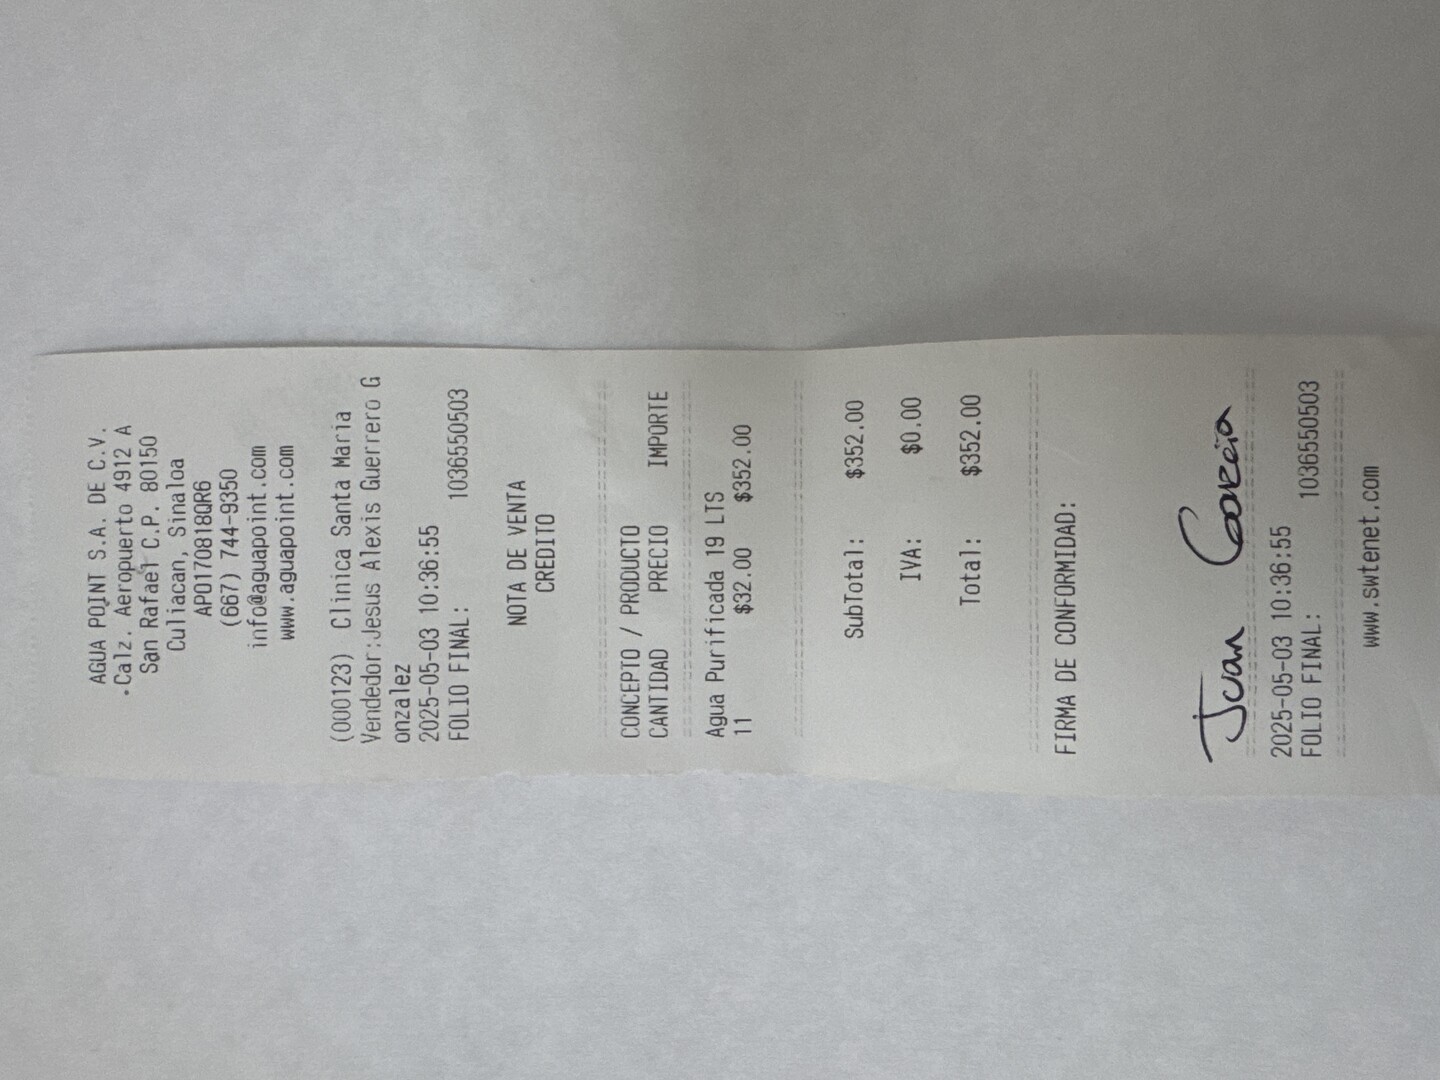 AGUA POINT S.A. DE C.V.
Calz. Aeropuerto 4912 A
San Rafael C.P. 80150
Culiacan, Sinaloa
APO170818QR6
(667) 744-9350
info@aguapoint.com
www.aguapoint.com
(000123) Clinica Santa Maria
Vendedor:Jesus Alexis Guerrero G
onzalez
2025-05-03 10:36:55
FOLIO FINAL: 1036550503
NOTA DE VENTA
CREDITO
CONCEPTO / PRODUCTO
CANTIDAD PRECIO IMPORTE
Agua Purificada 19 LTS
11 $32.00 $352.00
SubTotal: $352.00
IVA: $0.00
Total: $352.00
FIRMA DE CONFORMIDAD:
Juan García
2025-05-03 10:36:55
FOLIO FINAL: 1036550503
www.swtenet.com